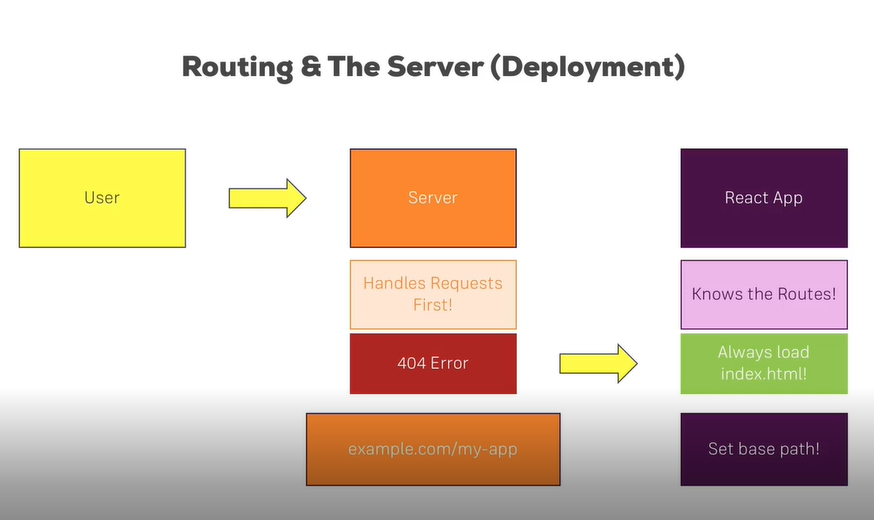 Routing & The Server (Deployment)
User
Server
React App
Handles Requests
First!
Knows the Routes!
404 Error
Always load
index.html!
example.com/my-app
Set base path!